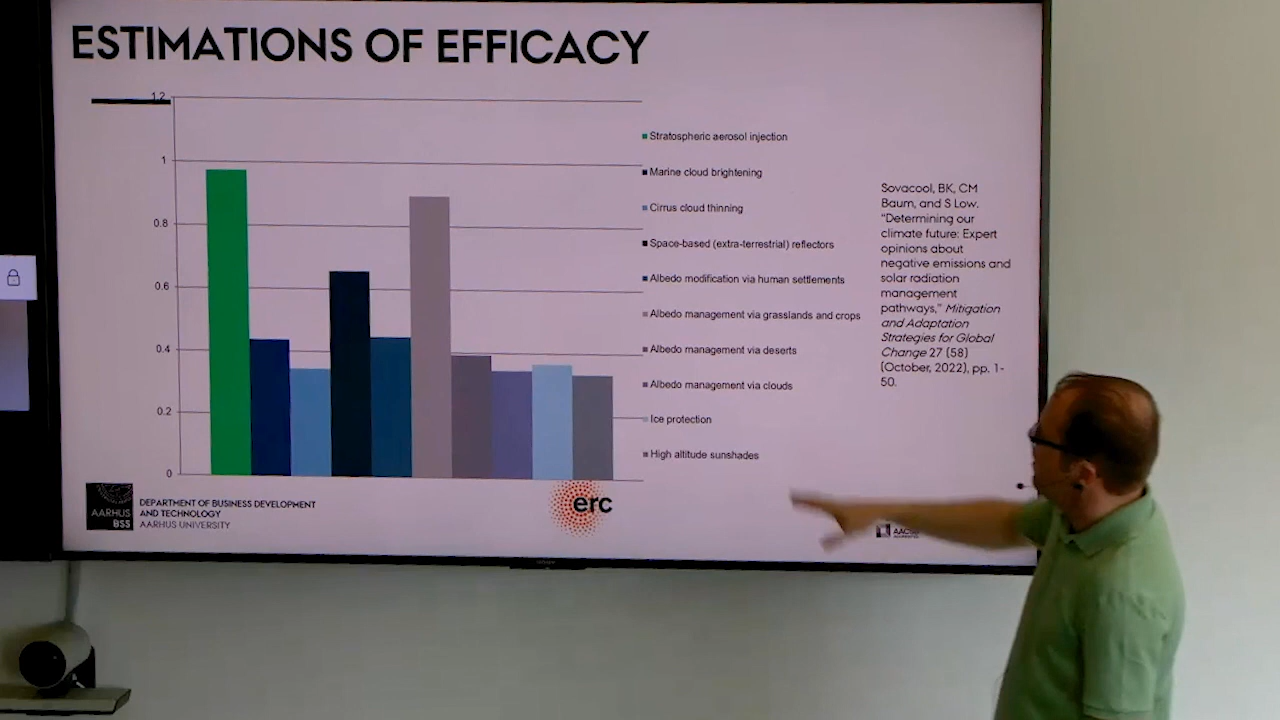 ESTIMATIONS OF EFFICACY
1.2
1
0.8
0.6
0.4
0.2
0
Stratospheric aerosol injection
Marine cloud brightening
Cirrus cloud thinning
Space-based (extra-terrestrial) reflectors
Albedo modification via human settlements
Albedo management via grasslands and crops
Albedo management via deserts
Albedo management via clouds
Ice protection
High altitude sunshades
Sovacool, BK, CM
Baum, and S Low.
"Determining our
climate future: Expert
opinions about
negative emissions and
solar radiation
management
pathways," Mitigation
and Adaptation
Strategies for Global
Change 27 (58)
(October, 2022), pp. 1-
50.
AARHUS
BSS
DEPARTMENT OF BUSINESS DEVELOPMENT
AND TECHNOLOGY
AARHUS UNIVERSITY
erc